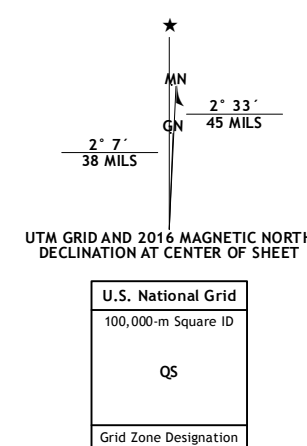 ★
MN
GN
2° 33´
45 MILS
2° 7´
38 MILS
UTM GRID AND 2016 MAGNETIC NORTH
DECLINATION AT CENTER OF SHEET
U.S. National Grid
100,000-m Square ID
QS
Grid Zone Designation